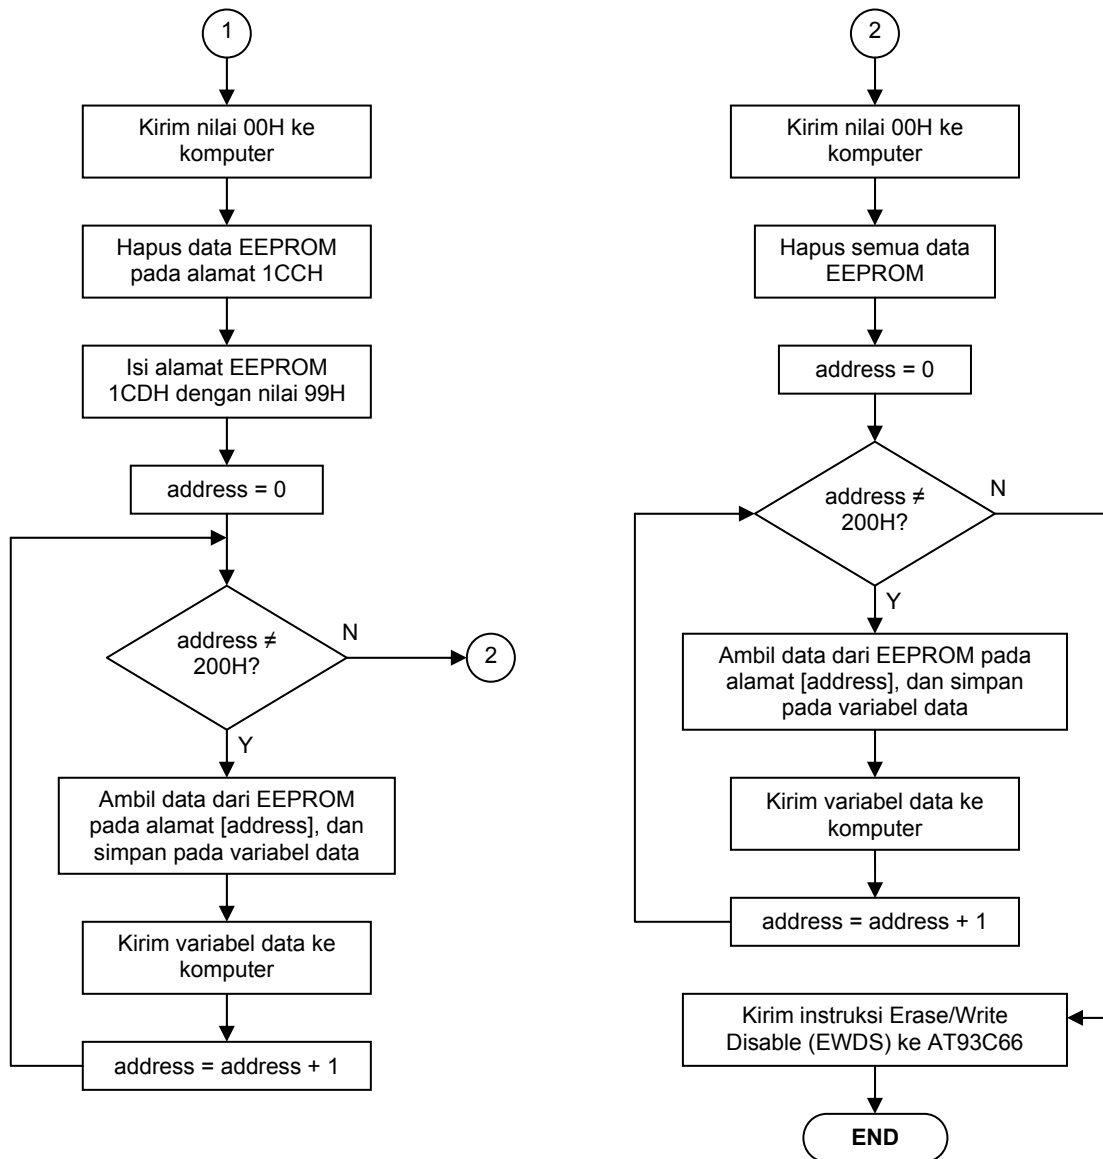 1
Kirim nilai 00H ke
komputer
Hapus data EEPROM
pada alamat 1CCH
Isi alamat EEPROM
1CDH dengan nilai 99H
address = 0
address ≠
200H?
N
2
Y
Ambil data dari EEPROM
pada alamat [address], dan
simpan pada variabel data
Kirim variabel data ke
komputer
address = address + 1
2
Kirim nilai 00H ke
komputer
Hapus semua data
EEPROM
address = 0
address ≠
200H?
N
Y
Ambil data dari EEPROM pada
alamat [address], dan simpan
pada variabel data
Kirim variabel data ke
komputer
address = address + 1
Kirim instruksi Erase/Write
Disable (EWDS) ke AT93C66
END